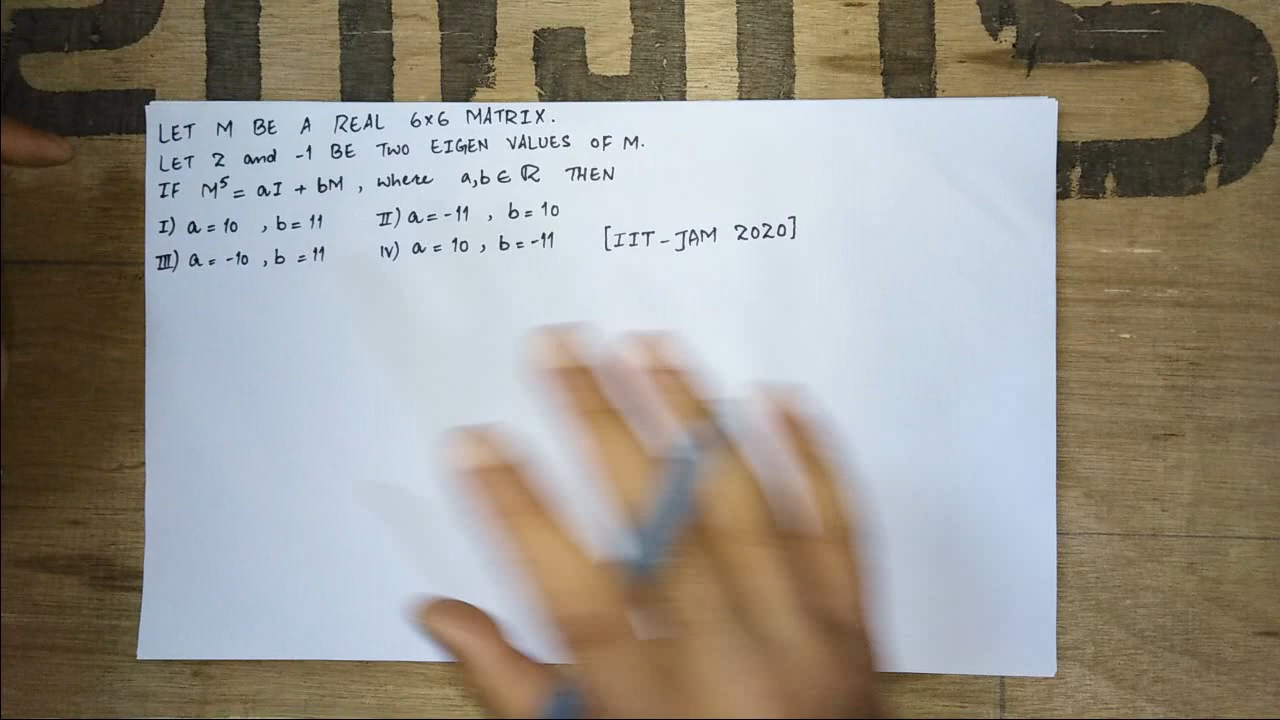 LET M BE A REAL 6×6 MATRIX.
LET 2 and -1 BE TWO EIGEN VALUES OF M.
IF M⁵ = aI + bM , where a,b ∈ ℝ THEN
I) a = 10 , b = 11 II) a = -11 , b = 10
III) a = -10 , b = 11 IV) a = 10 , b = -11 [IIT-JAM 2020]